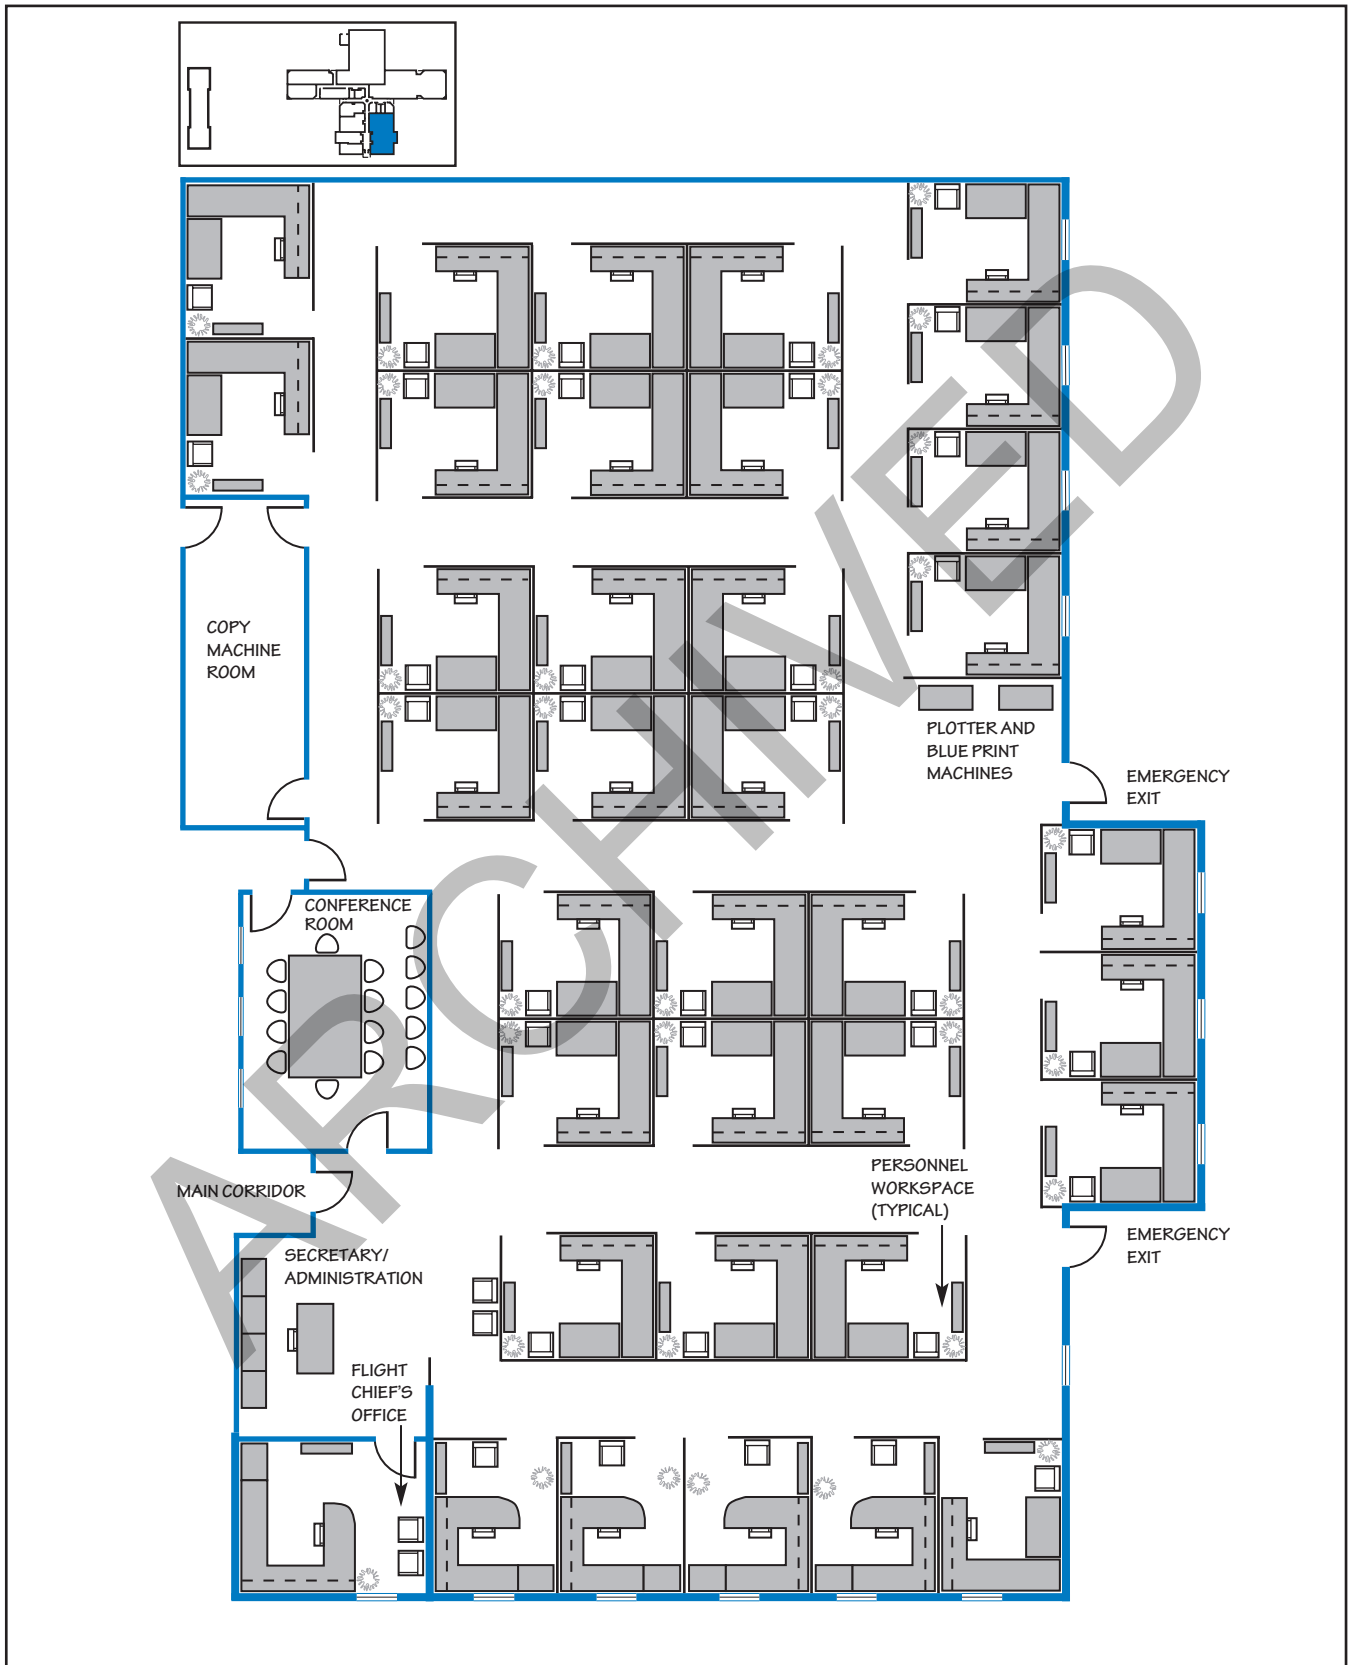 COPY
MACHINE
ROOM
PLOTTER AND
BLUE PRINT
MACHINES
EMERGENCY
EXIT
CONFERENCE
ROOM
PERSONNEL
WORKSPACE
(TYPICAL)
MAIN CORRIDOR
EMERGENCY
EXIT
SECRETARY/
ADMINISTRATION
FLIGHT
CHIEF'S
OFFICE
ARCHIVED